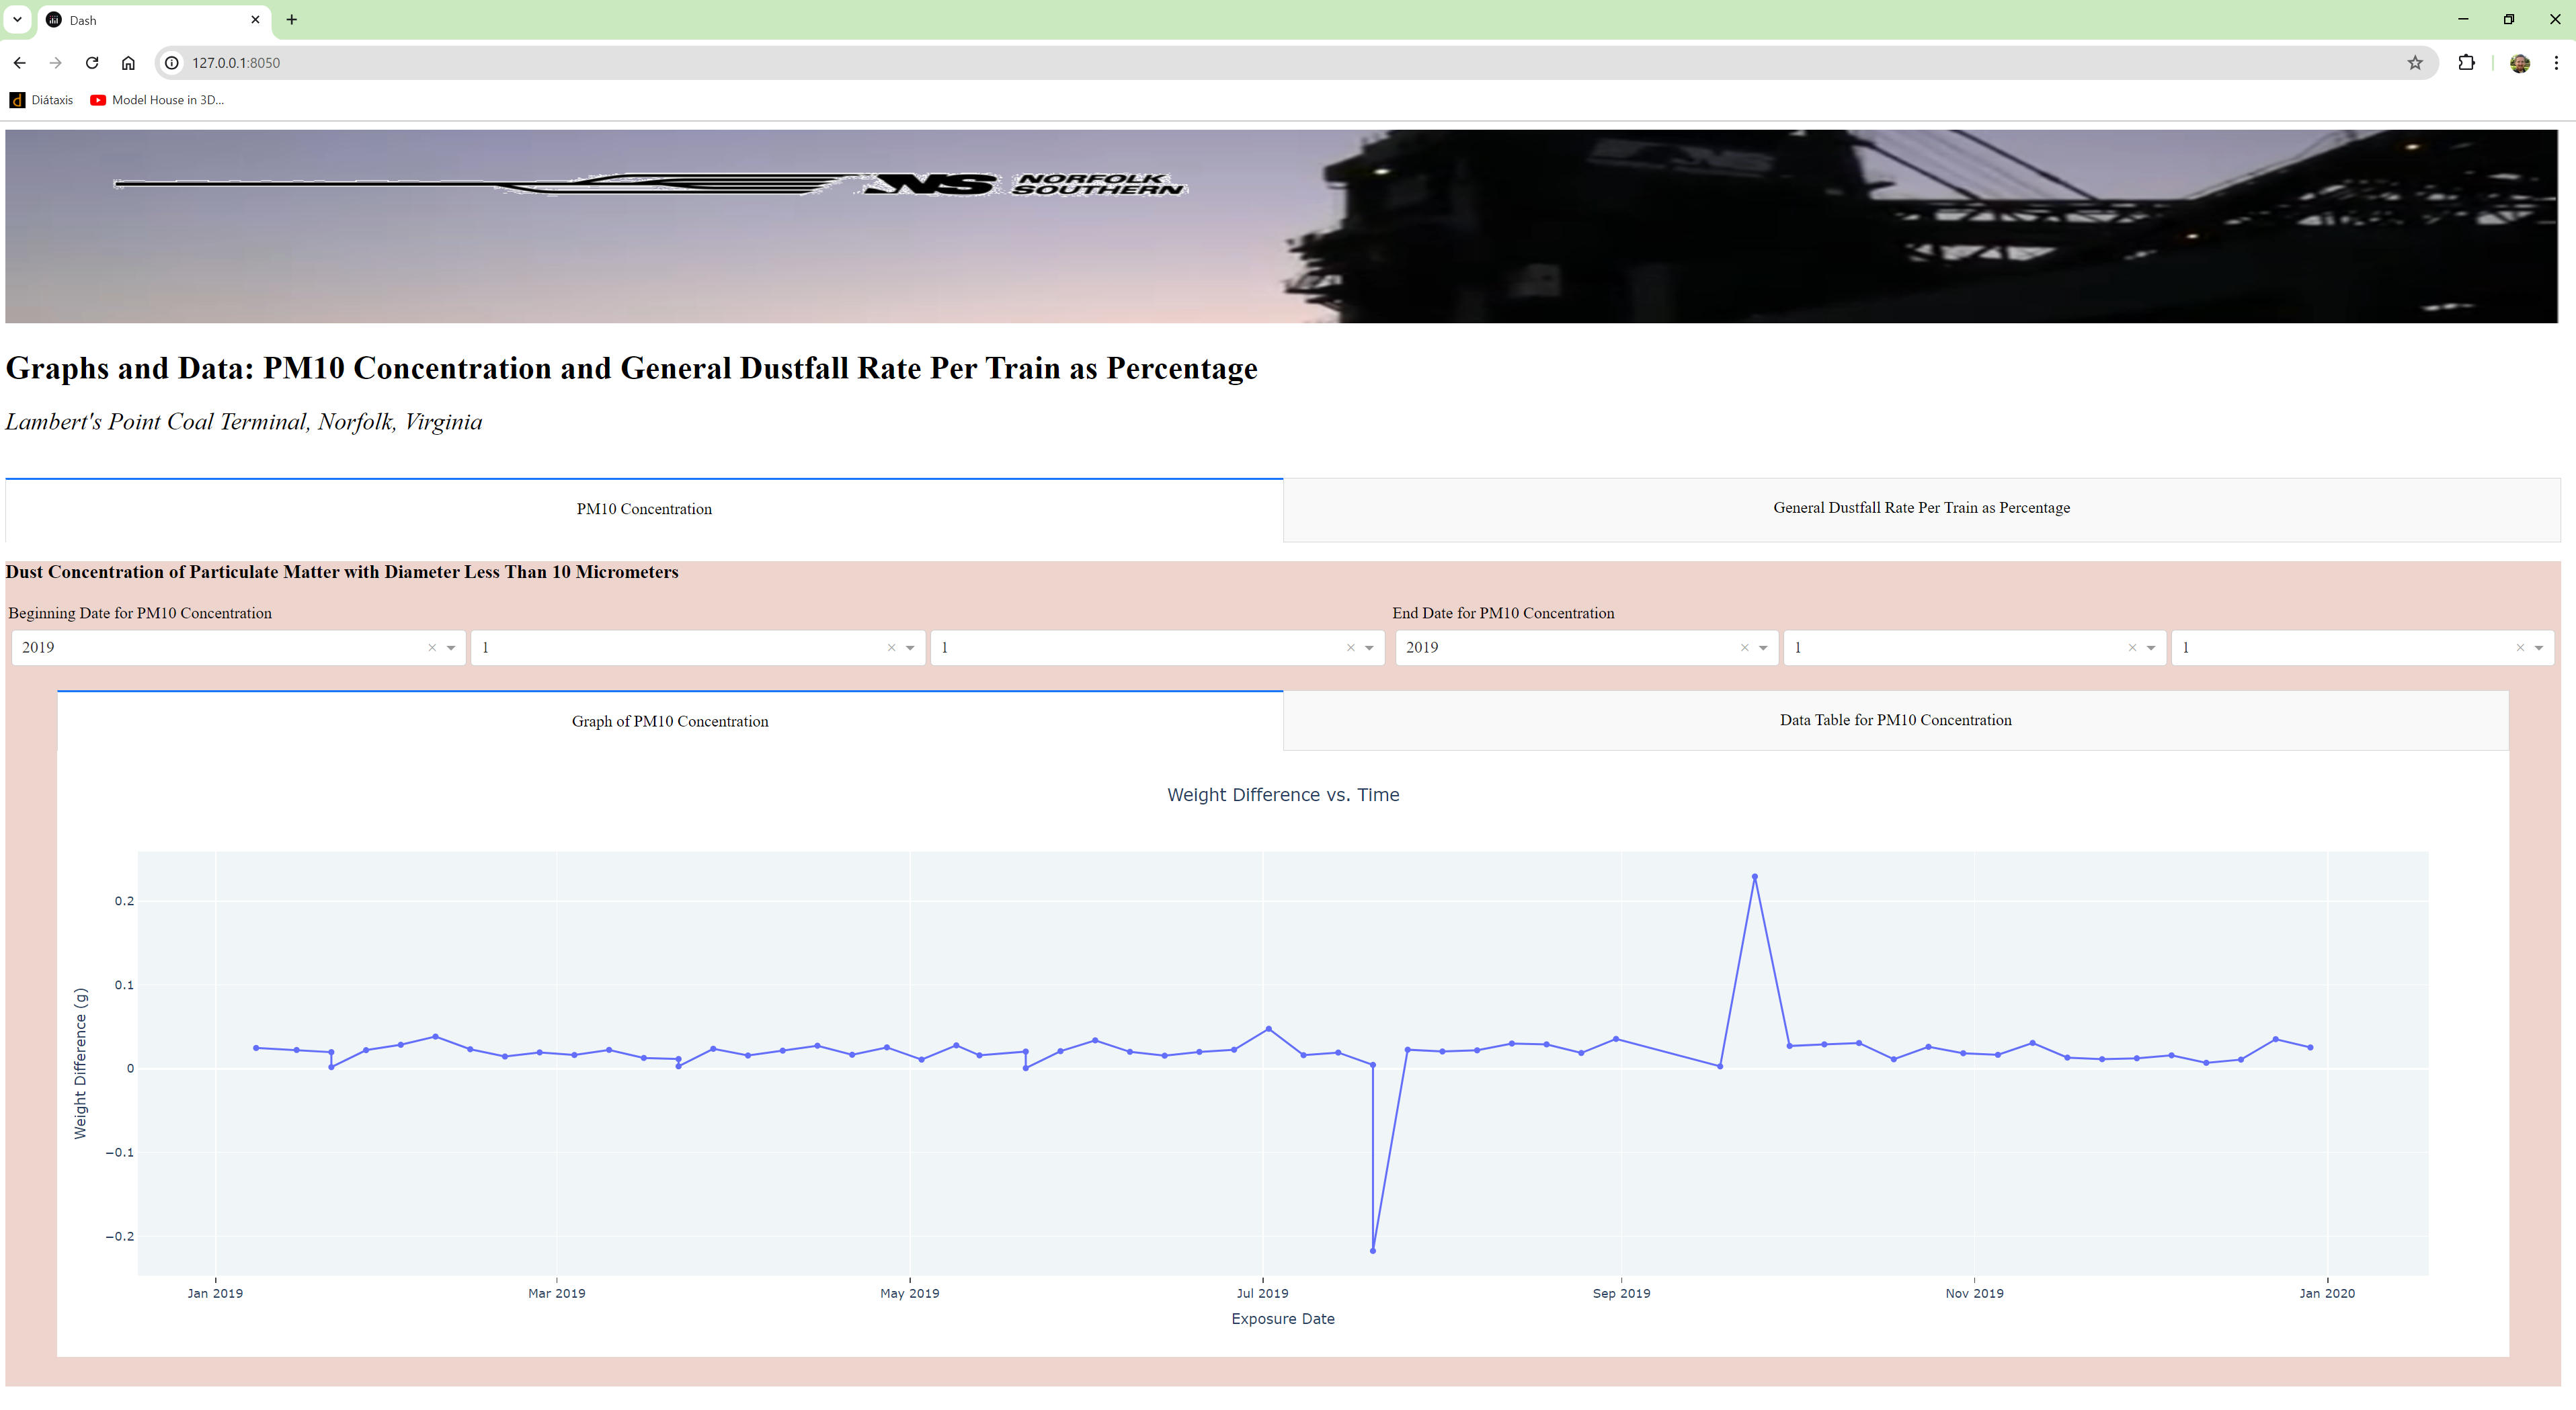 Dash
127.0.0.1:8050
Diátaxis
Model House in 3D...
NS NORFOLK
SOUTHERN
Graphs and Data: PM10 Concentration and General Dustfall Rate Per Train as Percentage
Lambert's Point Coal Terminal, Norfolk, Virginia
PM10 Concentration
General Dustfall Rate Per Train as Percentage
Dust Concentration of Particulate Matter with Diameter Less Than 10 Micrometers
Beginning Date for PM10 Concentration
End Date for PM10 Concentration
2019
1
1
2019
1
1
Graph of PM10 Concentration
Data Table for PM10 Concentration
Weight Difference vs. Time
0.2
0.1
0
−0.1
−0.2
Weight Difference (g)
Jan 2019
Mar 2019
May 2019
Jul 2019
Sep 2019
Nov 2019
Jan 2020
Exposure Date